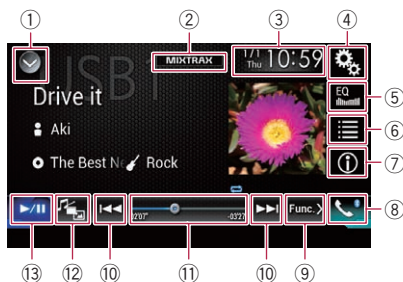 ① ② ③ ④
USB1
MIXTRAX
1/1
Thu 10:59
EQ
⑤
Drive it
⑥
Aki
⑦
The Best Rock
02'07"
-03'27"
Func.
⑧
⑬ ⑫ ⑩ ⑪ ⑩ ⑨